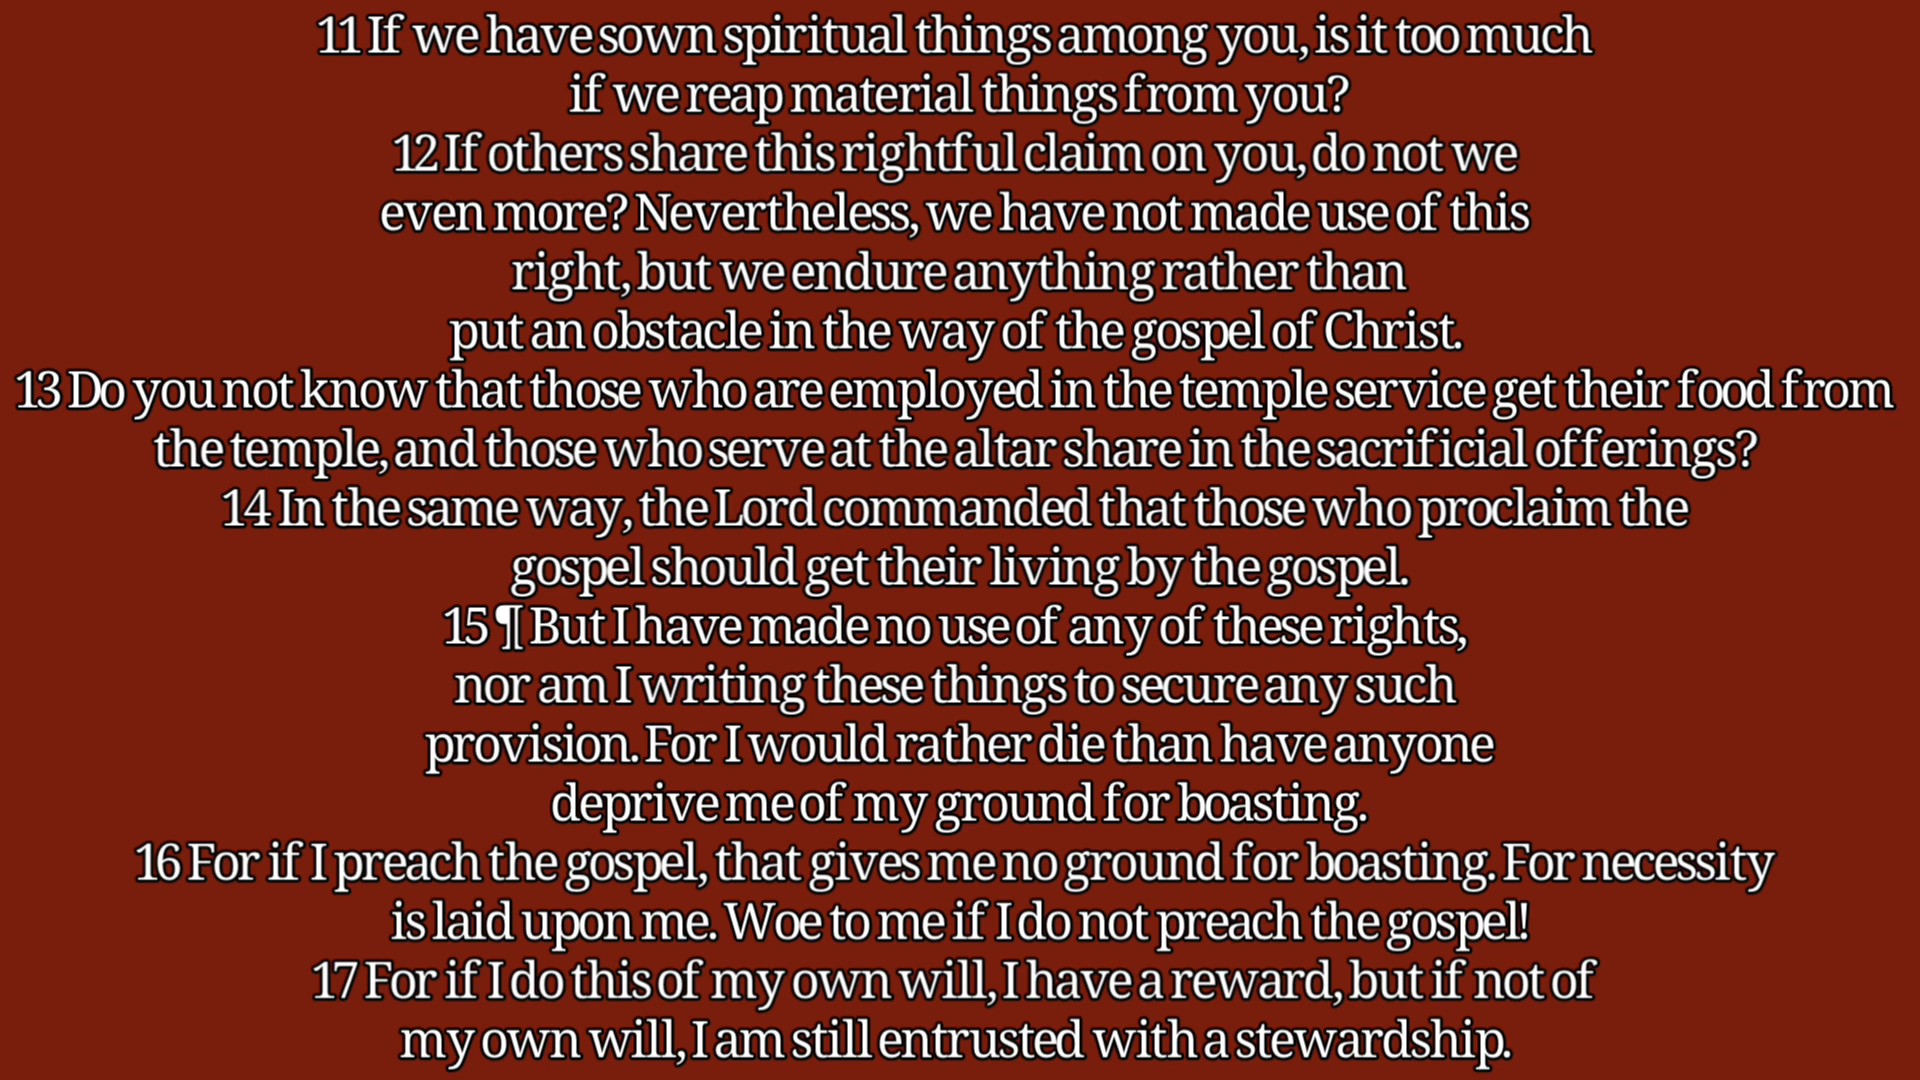 11 If we have sown spiritual things among you, is it too much
if we reap material things from you?
12 If others share this rightful claim on you, do not we
even more? Nevertheless, we have not made use of this
right, but we endure anything rather than
put an obstacle in the way of the gospel of Christ.
13 Do you not know that those who are employed in the temple service get their food from
the temple, and those who serve at the altar share in the sacrificial offerings?
14 In the same way, the Lord commanded that those who proclaim the
gospel should get their living by the gospel.
15 ¶ But I have made no use of any of these rights,
nor am I writing these things to secure any such
provision. For I would rather die than have anyone
deprive me of my ground for boasting.
16 For if I preach the gospel, that gives me no ground for boasting. For necessity
is laid upon me. Woe to me if I do not preach the gospel!
17 For if I do this of my own will, I have a reward, but if not of
my own will, I am still entrusted with a stewardship.